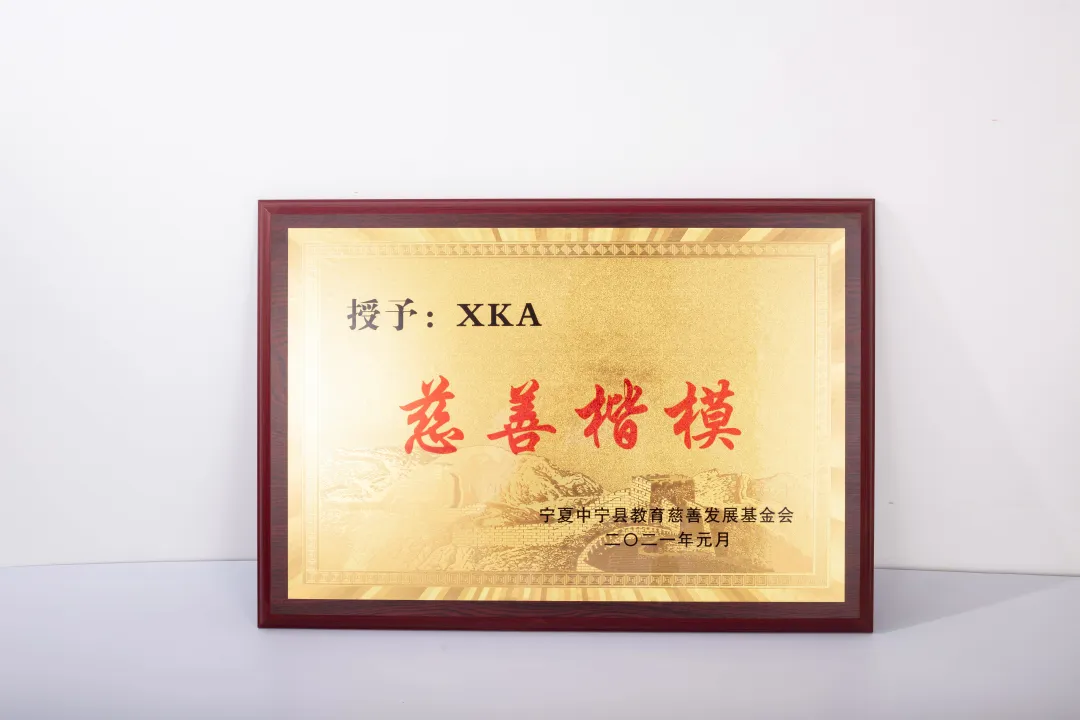 授予：XKA
慈善楷模
宁夏中宁县教育慈善发展基金会
二〇二一年元月